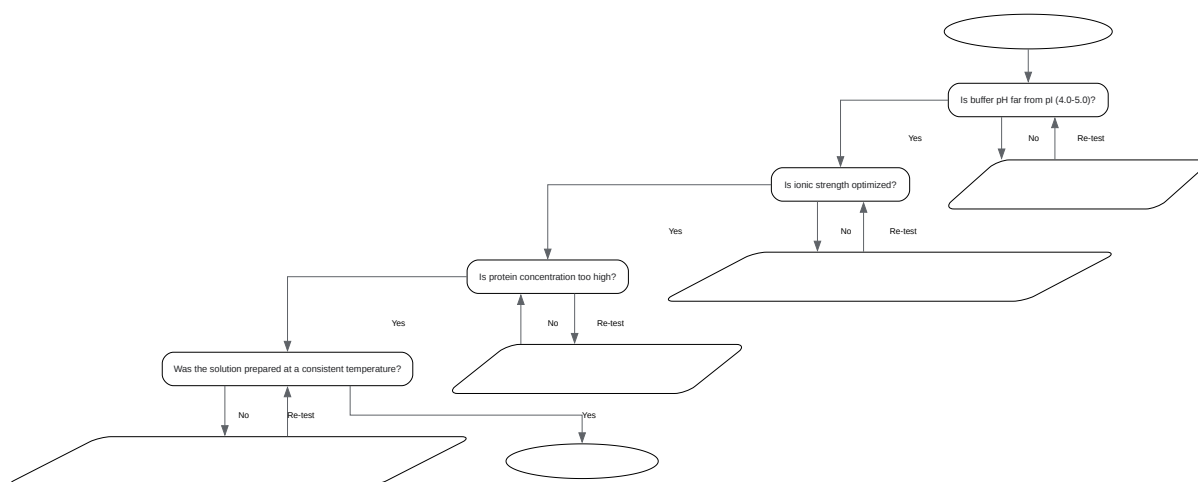 Is buffer pH far from pI (4.0-5.0)?
Yes
No
Re-test
Is ionic strength optimized?
Yes
No
Re-test
Is protein concentration too high?
Yes
No
Re-test
Was the solution prepared at a consistent temperature?
No
Re-test
Yes